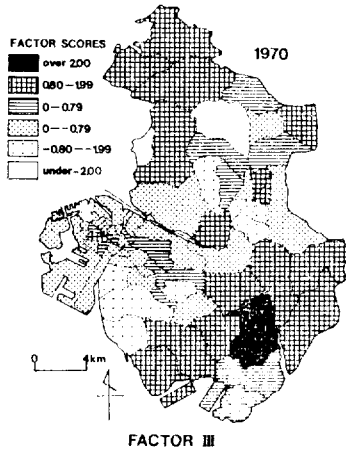 FACTOR SCORES
1970
over 2.00
0.80-1.99
0-0.79
0--0.79
-0.80--1.99
under-2.00
0 4km
FACTOR III